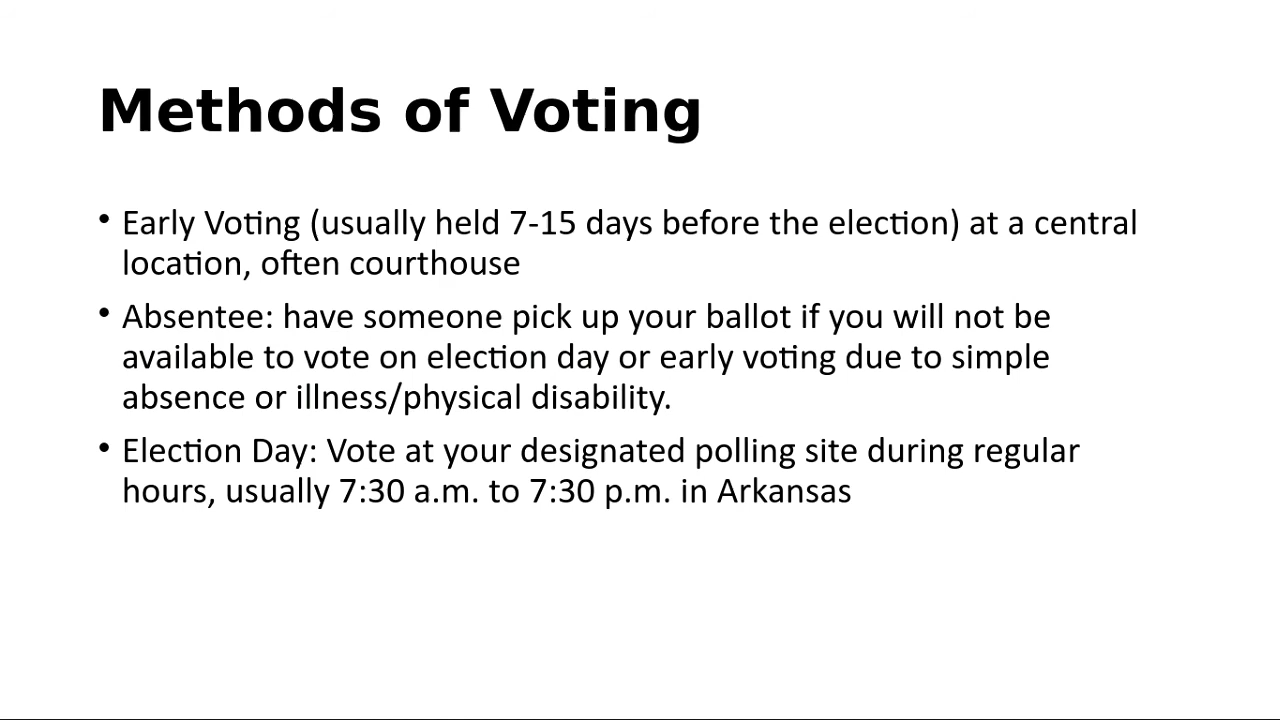 Methods of Voting
• Early Voting (usually held 7-15 days before the election) at a central
location, often courthouse
• Absentee: have someone pick up your ballot if you will not be
available to vote on election day or early voting due to simple
absence or illness/physical disability.
• Election Day: Vote at your designated polling site during regular
hours, usually 7:30 a.m. to 7:30 p.m. in Arkansas